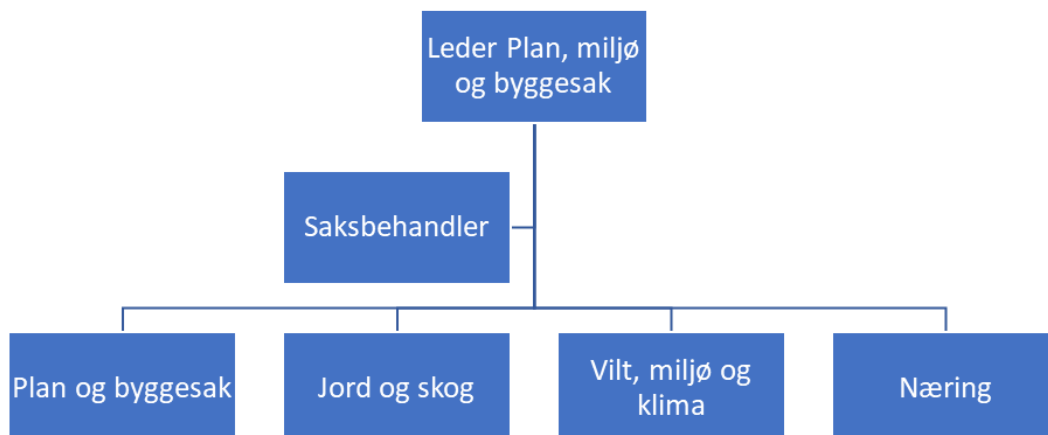 Leder Plan, miljø
og byggesak
Saksbehandler
Plan og byggesak
Jord og skog
Vilt, miljø og
klima
Næring